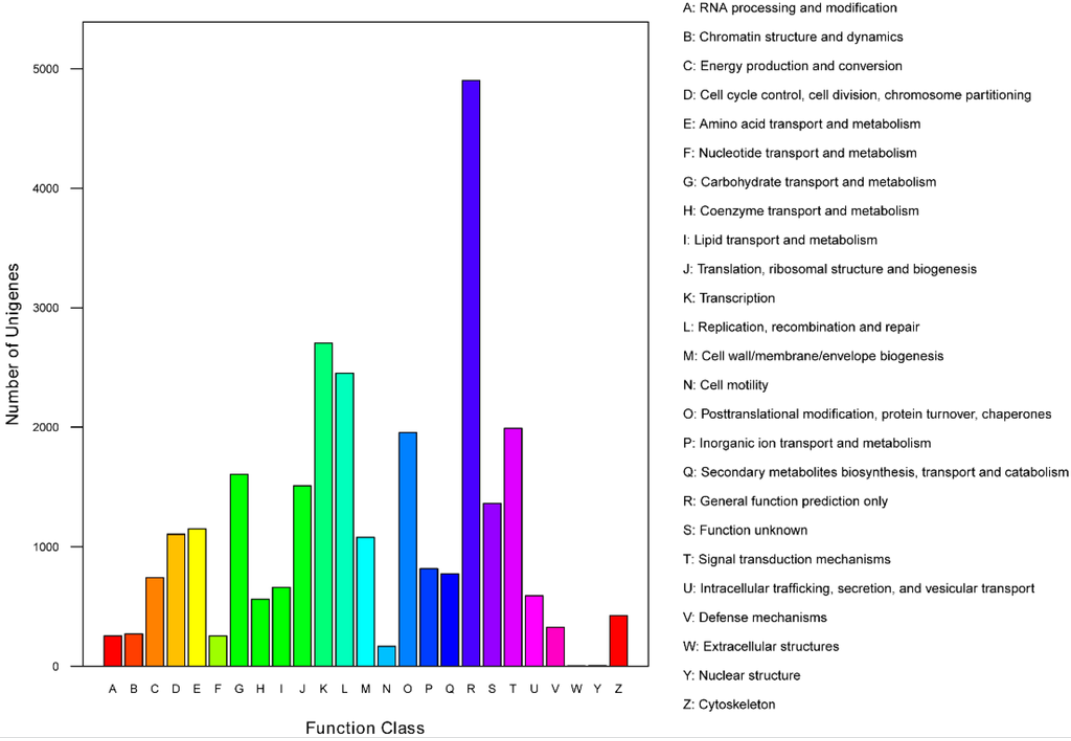 5000
4000
3000
2000
1000
0
Number of Unigenes
A B C D E F G H I J K L M N O P Q R S T U V W Y Z
Function Class
A: RNA processing and modification
B: Chromatin structure and dynamics
C: Energy production and conversion
D: Cell cycle control, cell division, chromosome partitioning
E: Amino acid transport and metabolism
F: Nucleotide transport and metabolism
G: Carbohydrate transport and metabolism
H: Coenzyme transport and metabolism
I: Lipid transport and metabolism
J: Translation, ribosomal structure and biogenesis
K: Transcription
L: Replication, recombination and repair
M: Cell wall/membrane/envelope biogenesis
N: Cell motility
O: Posttranslational modification, protein turnover, chaperones
P: Inorganic ion transport and metabolism
Q: Secondary metabolites biosynthesis, transport and catabolism
R: General function prediction only
S: Function unknown
T: Signal transduction mechanisms
U: Intracellular trafficking, secretion, and vesicular transport
V: Defense mechanisms
W: Extracellular structures
Y: Nuclear structure
Z: Cytoskeleton